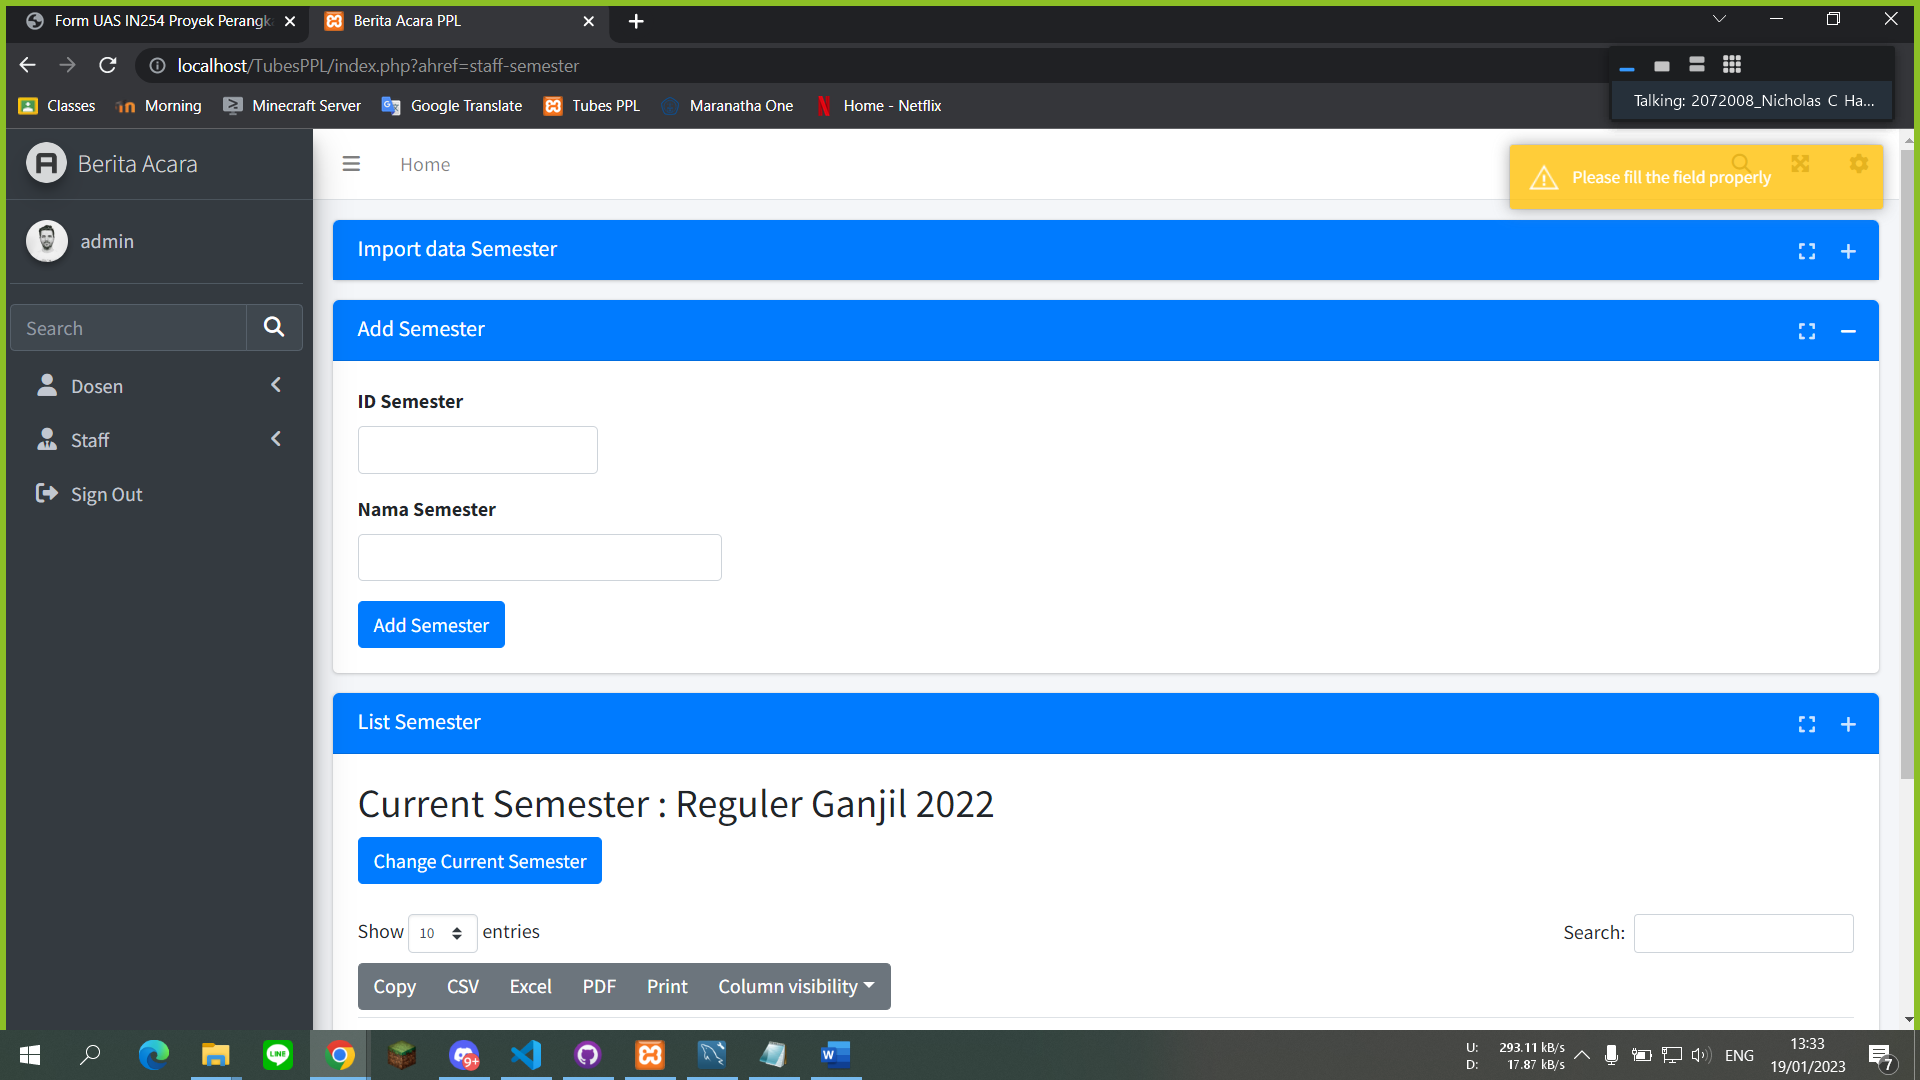 Form UAS IN254 Proyek Perangk
Berita Acara PPL
localhost/TubesPPL/index.php?ahref=staff-semester
Classes
Morning
Minecraft Server
Google Translate
Tubes PPL
Maranatha One
Home - Netflix
Talking: 2072008_Nicholas C Ha...
Berita Acara
Home
Please fill the field properly
admin
Search
Dosen
Staff
Sign Out
Import data Semester
Add Semester
ID Semester
Nama Semester
Add Semester
List Semester
Current Semester : Reguler Ganjil 2022
Change Current Semester
Show 10 entries
Search:
Copy CSV Excel PDF Print Column visibility
LINE
9+
U: 293.11 kB/s
D: 17.87 kB/s
ENG
13:33
19/01/2023
7